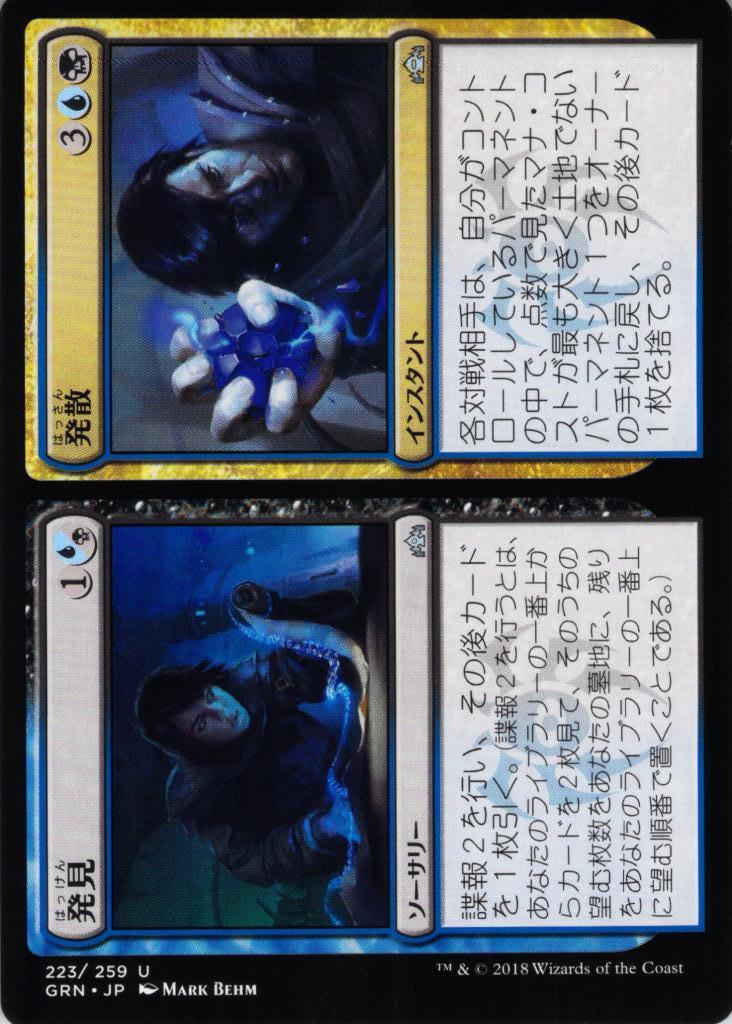 はっけん
発見
1
ソーサリー
諜報2を行い、その後カード
を1枚引く。(諜報2を行うとは、
あなたのライブラリーの一番上か
らカードを2枚見て、そのうちの
望む枚数をあなたの墓地に、残り
をあなたのライブラリーの一番上
に望む順番で置くことである。)
はっさん
発散
3
インスタント
各対戦相手は、自分がコント
ロールしているパーマネント
の中で、点数で見たマナ・コ
ストが最も大きく土地でない
パーマネント1つをオーナー
の手札に戻し、その後カード
1枚を捨てる。
223/ 259 U
GRN • JP MARK BEHM
™ & © 2018 Wizards of the Coast